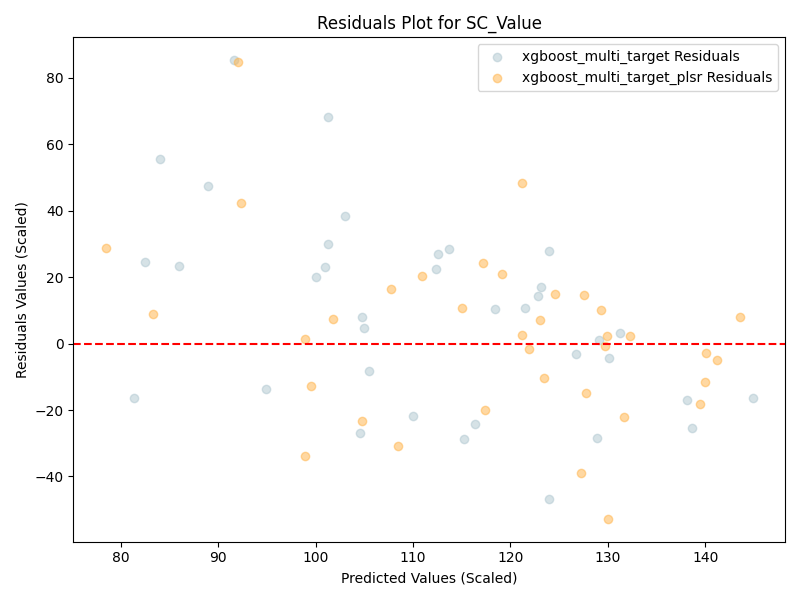 Residuals Plot for SC_Value
xgboost_multi_target Residuals
xgboost_multi_target_plsr Residuals
Residuals Values (Scaled)
80
60
40
20
0
−20
−40
80
90
100
110
120
130
140
Predicted Values (Scaled)